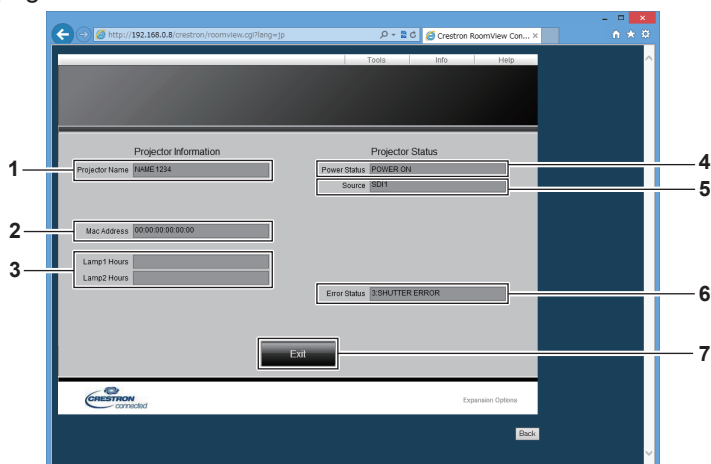 http://192.168.0.8/crestron/roomview.cgi?lang=jp
Crestron RoomView Con... ×
Tools Info Help
Projector Information Projector Status
1 Projector Name NAME 1234
Power Status POWER ON 4
Source SDI1 5
2 Mac Address 00:00:00:00:00:00
3 Lamp1 Hours
Lamp2 Hours
Error Status 3:SHUTTER ERROR 6
Exit 7
CRESTRON
connected
Expansion Options
Back